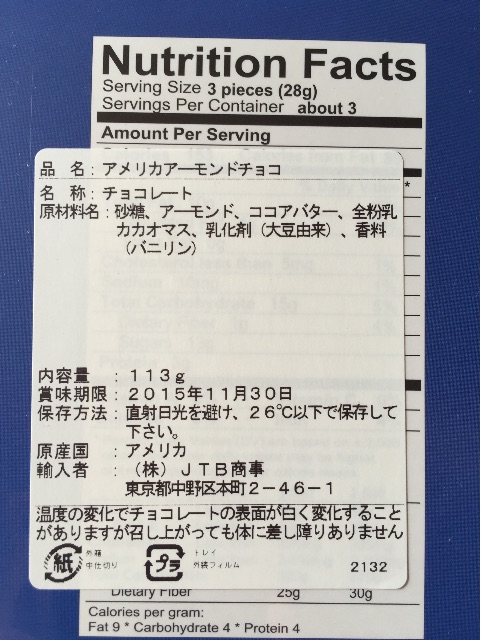 Nutrition Facts
Serving Size 3 pieces (28g)
Servings Per Container about 3
Amount Per Serving
品 名：アメリカアーモンドチョコ
名 称：チョコレート
原材料名：砂糖、アーモンド、ココアバター、全粉乳
カカオマス、乳化剤（大豆由来）、香料
（バニリン）
内容量 ：113g
賞味期限：2015年11月30日
保存方法：直射日光を避け、26℃以下で保存して
下さい。
原産国 ：アメリカ
輸入者 ：（株）ＪＴＢ商事
東京都中野区本町2－46－1
温度の変化でチョコレートの表面が白く変化すること
がありますが召し上がっても体に差し障りありません
紙 外箱 中仕切り プラ トレイ 外装フィルム 2132
Dietary Fiber 25g 30g
Calories per gram:
Fat 9 * Carbohydrate 4 * Protein 4